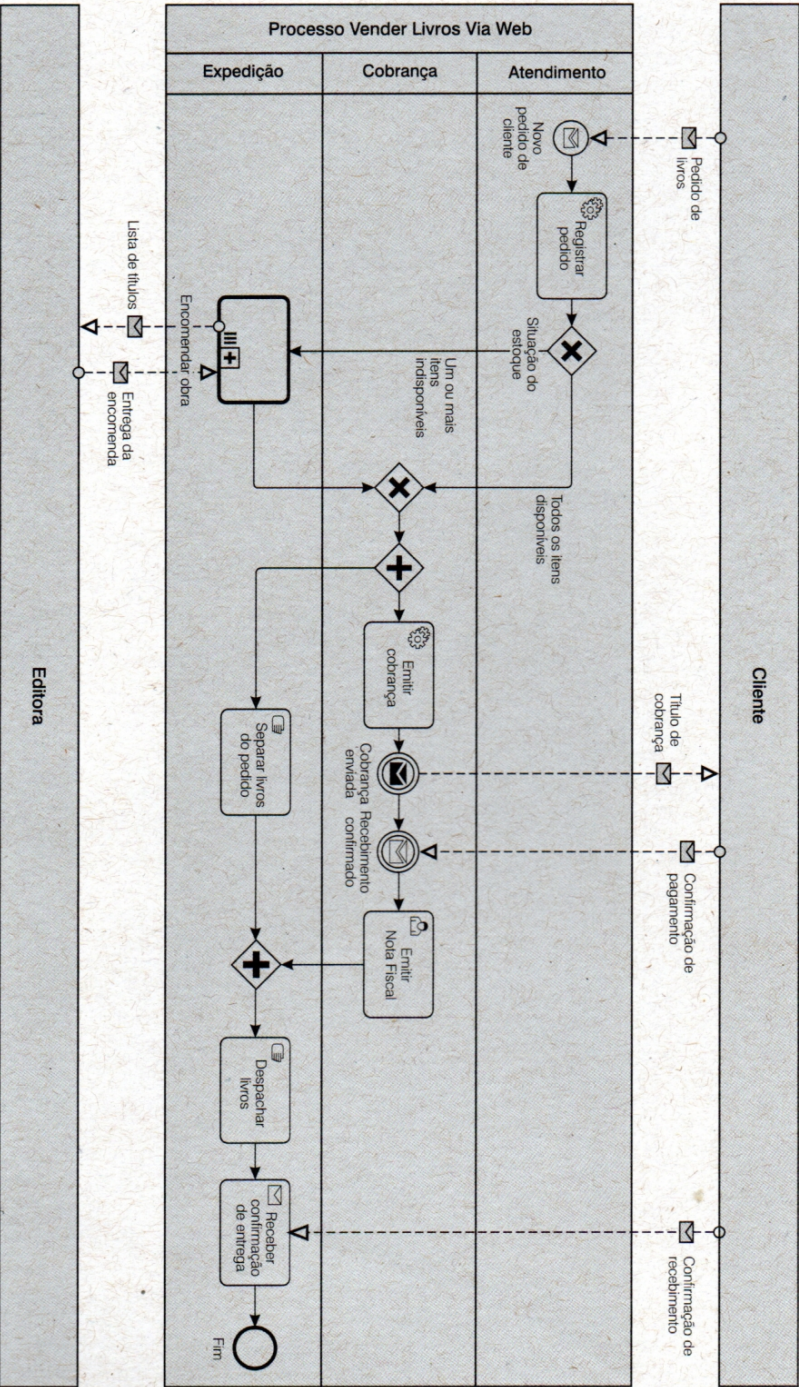 Cliente
Pedido de
livros
Título de
cobrança
Confirmação de
pagamento
Confirmação de
recebimento
Processo Vender Livros Via Web
Atendimento
Novo
pedido de
cliente
Registrar
pedido
Situação do
estoque
Todos os itens
disponíveis
Cobrança
Um ou mais
itens
indisponíveis
Emitir
cobrança
Cobrança
enviada
Recebimento
confirmado
Emitir
Nota Fiscal
Expedição
Encomendar obra
Separar livros
do pedido
Despachar
livros
Receber
confirmação
de entrega
Fim
Lista de títulos
Entrega da
encomenda
Editora